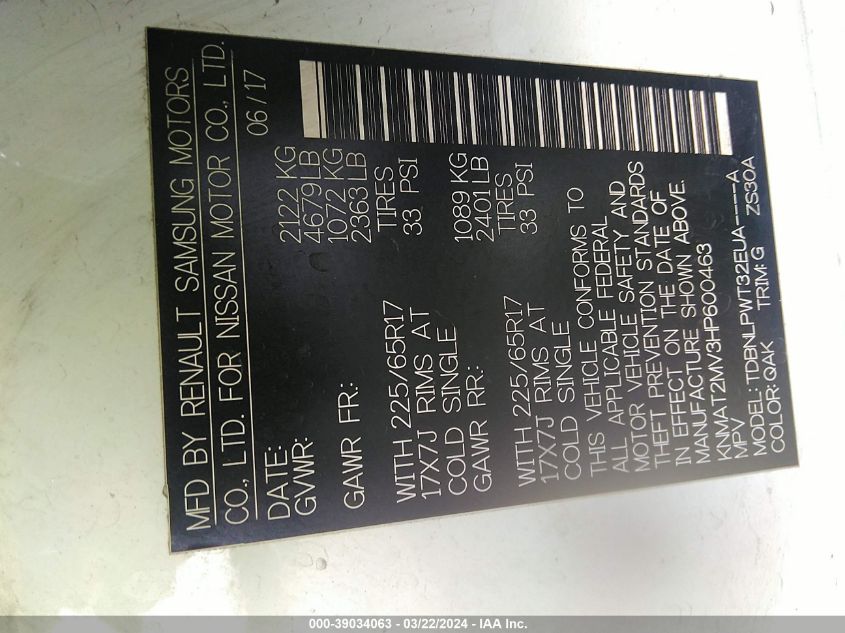 MFD BY RENAULT SAMSUNG MOTORS
CO., LTD. FOR NISSAN MOTOR CO., LTD.
DATE: 06/17
GVWR: 2122 KG
4679 LB
GAWR FR: 1072 KG
2363 LB
WITH 225/65R17 TIRES
17X7J RIMS AT 33 PSI
COLD SINGLE
GAWR RR: 1089 KG
2401 LB
WITH 225/65R17 TIRES
17X7J RIMS AT 33 PSI
COLD SINGLE
THIS VEHICLE CONFORMS TO
ALL APPLICABLE FEDERAL
MOTOR VEHICLE SAFETY AND
THEFT PREVENTION STANDARDS
IN EFFECT ON THE DATE OF
MANUFACTURE SHOWN ABOVE.
KNMAT2MV3HP600463
MPV
MODEL: TDBNLPWT32EUA----A
COLOR: QAK TRIM: G ZS30A
000-39034063 - 03/22/2024 - IAA Inc.